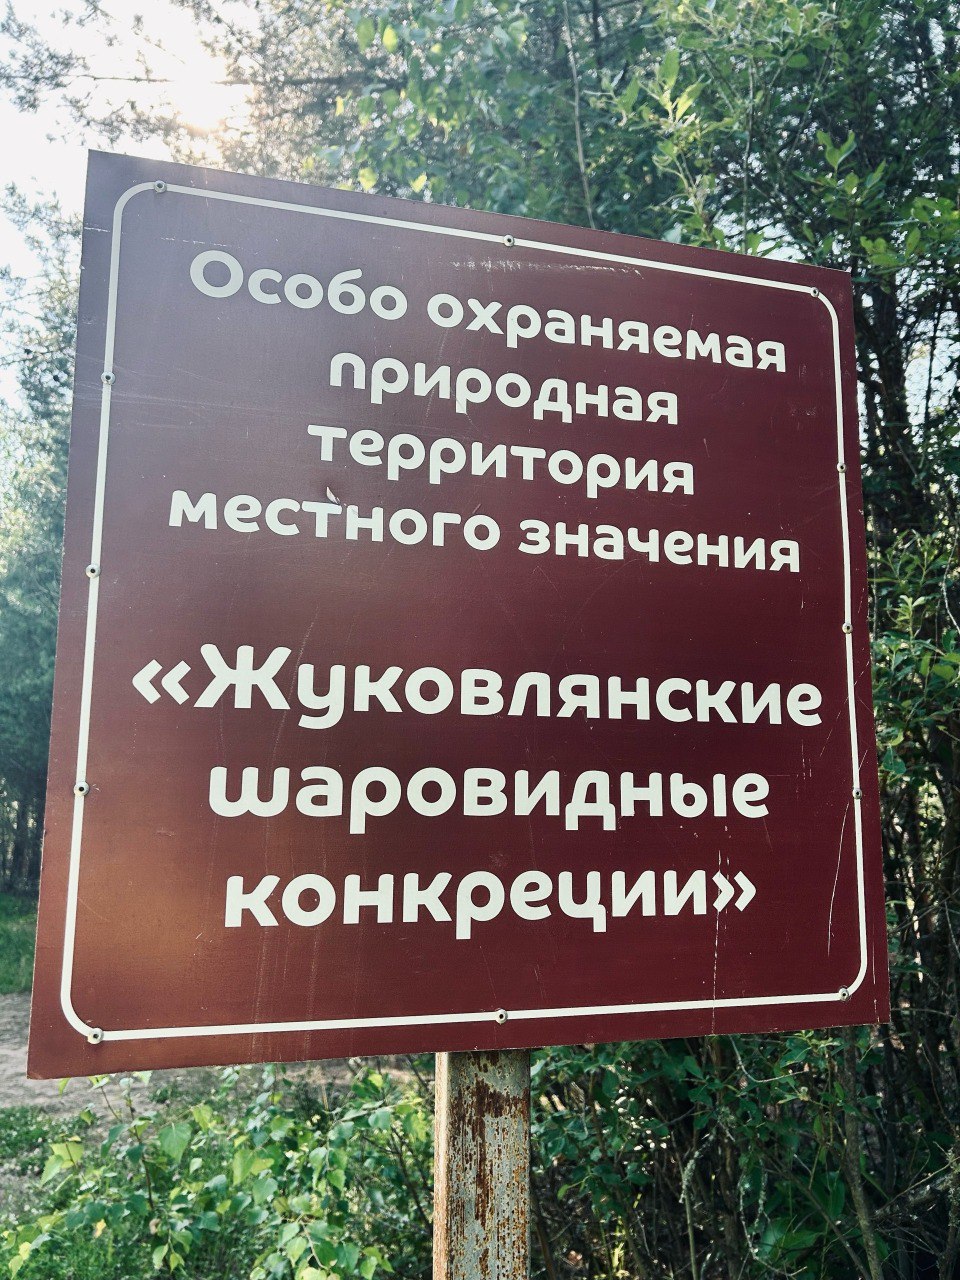 Особо охраняемая
природная
территория
местного значения
«Жуковлянские
шаровидные
конкреции»